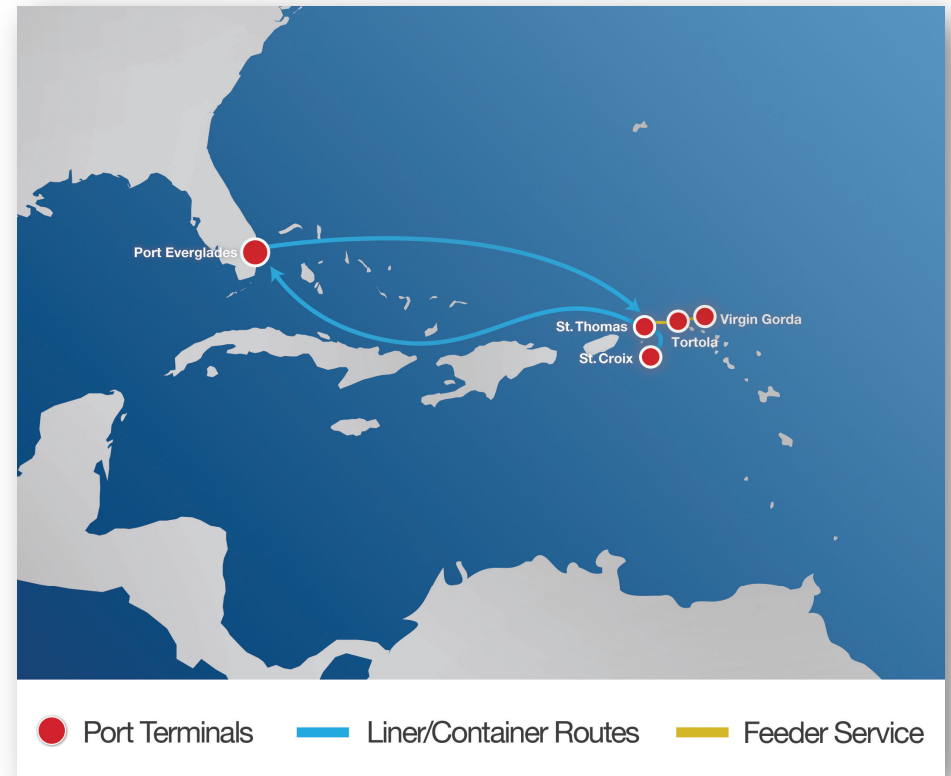 Port Everglades
Virgin Gorda
St. Thomas
Tortola
St. Croix
Port Terminals
Liner/Container Routes
Feeder Service